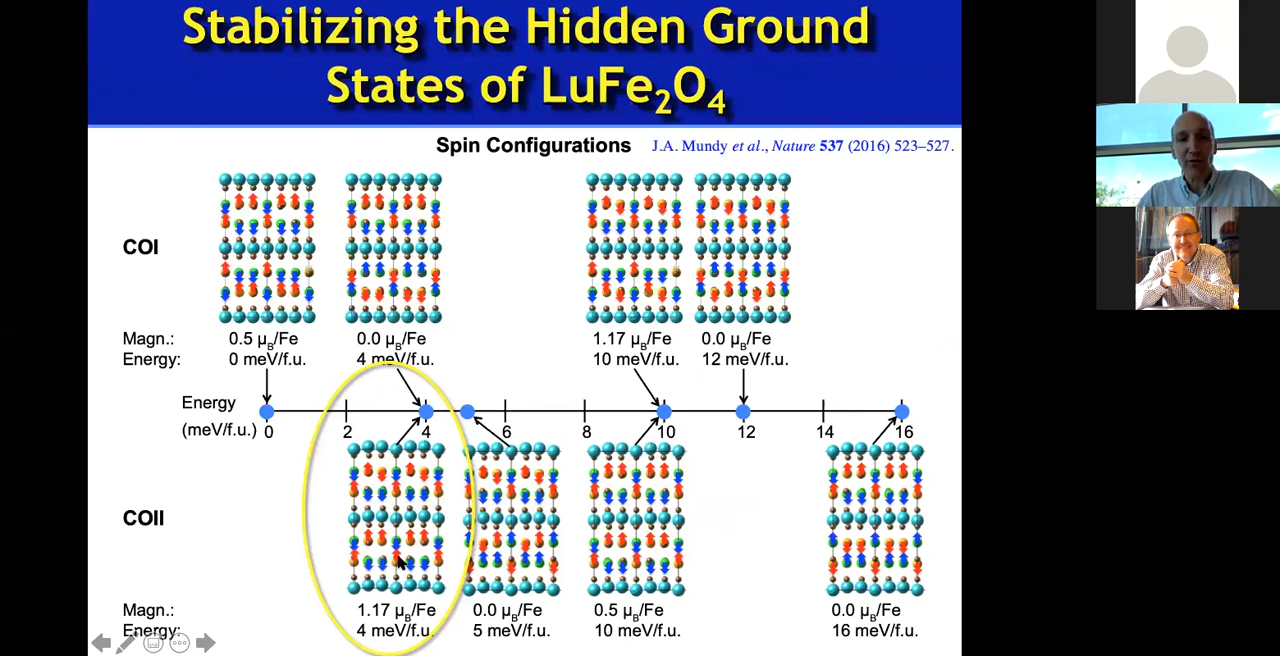 Stabilizing the Hidden Ground
States of LuFe₂O₄
Spin Configurations J.A. Mundy et al., Nature 537 (2016) 523–527.
COI
Magn.: 0.5 μB/Fe 0.0 μB/Fe 1.17 μB/Fe 0.0 μB/Fe
Energy: 0 meV/f.u. 4 meV/f.u. 10 meV/f.u. 12 meV/f.u.
Energy
(meV/f.u.) 0 2 4 6 8 10 12 14 16
COII
Magn.: 1.17 μB/Fe 0.0 μB/Fe 0.5 μB/Fe 0.0 μB/Fe
Energy: 4 meV/f.u. 5 meV/f.u. 10 meV/f.u. 16 meV/f.u.